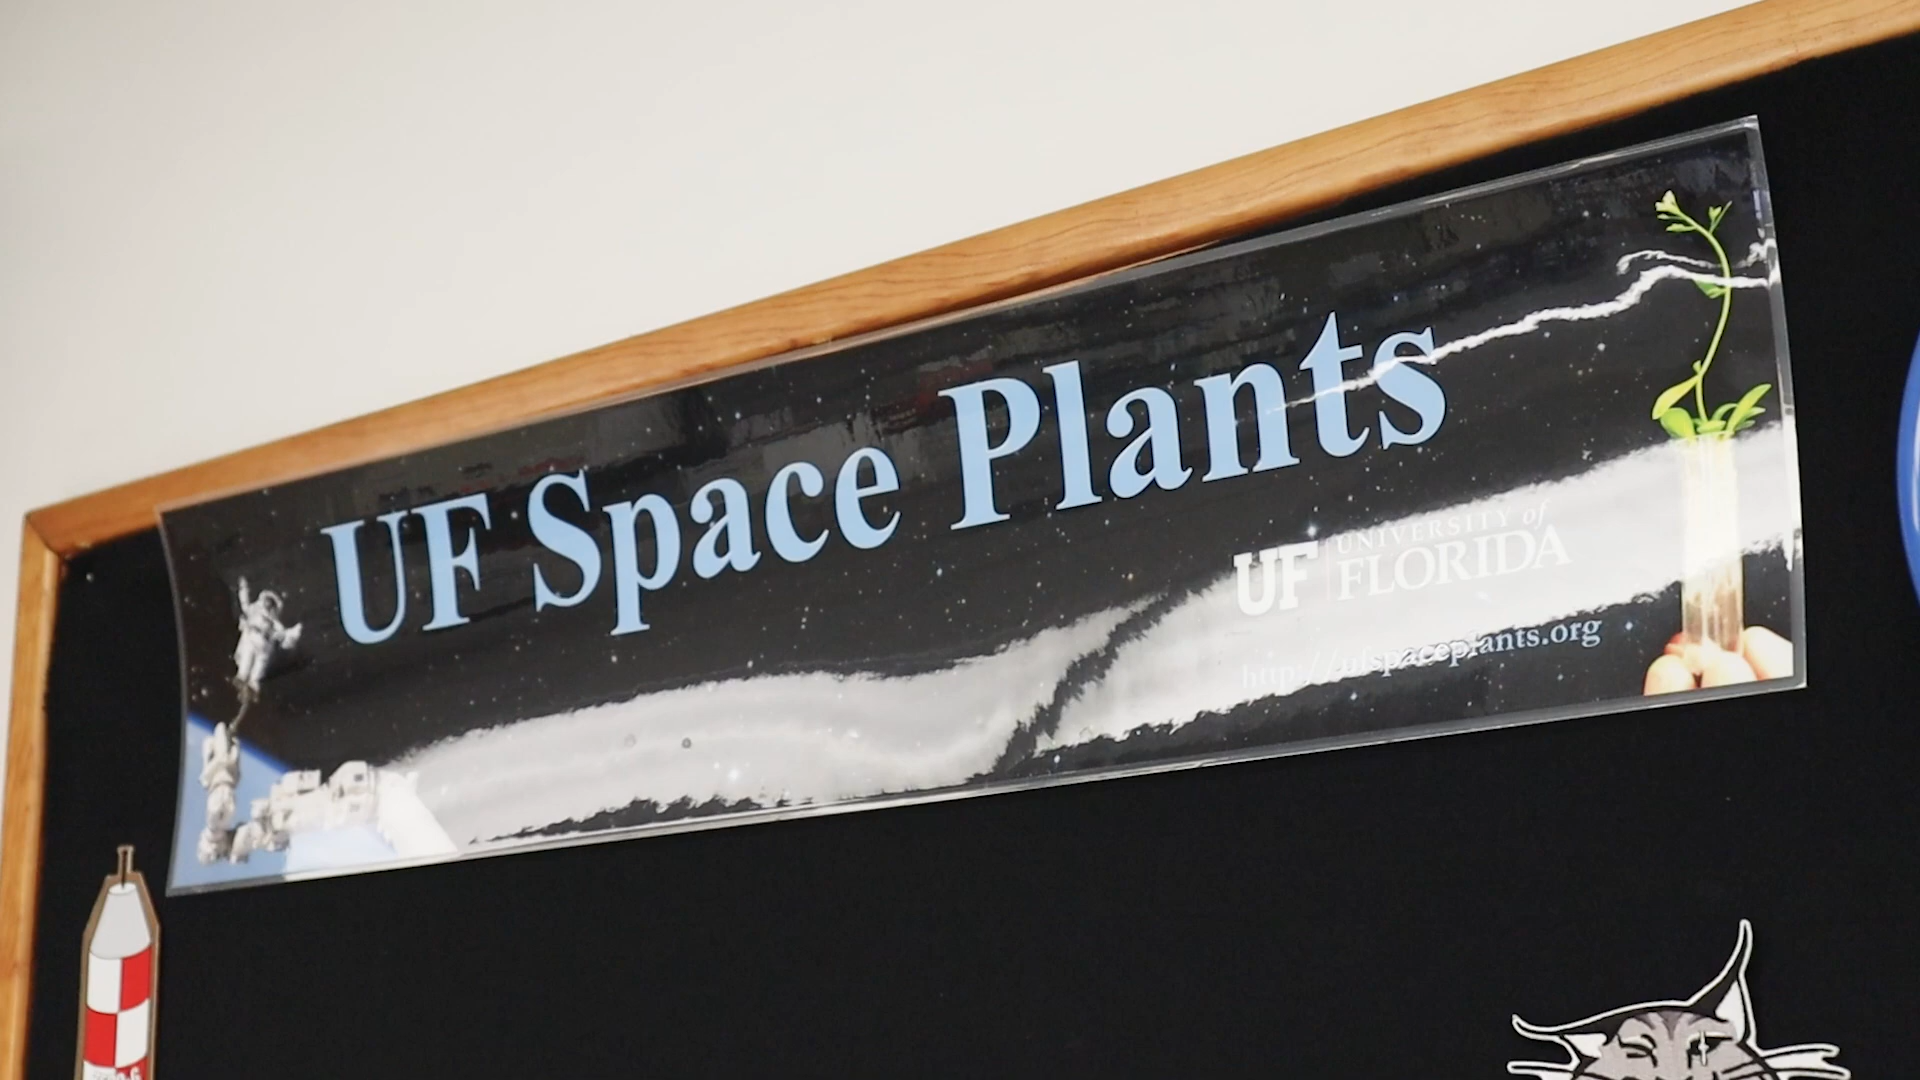 UF Space Plants
UF UNIVERSITY of
FLORIDA
http://ufspaceplants.org